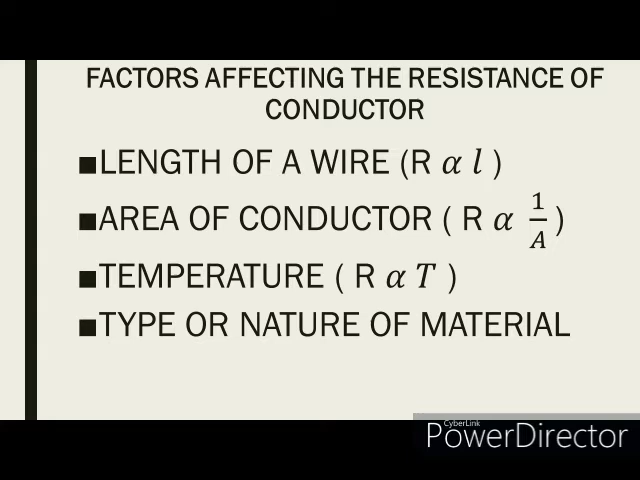 FACTORS AFFECTING THE RESISTANCE OF
CONDUCTOR
■LENGTH OF A WIRE (R α l )
■AREA OF CONDUCTOR ( R α 1/A )
■TEMPERATURE ( R α T )
■TYPE OR NATURE OF MATERIAL
CyberLink
PowerDirector